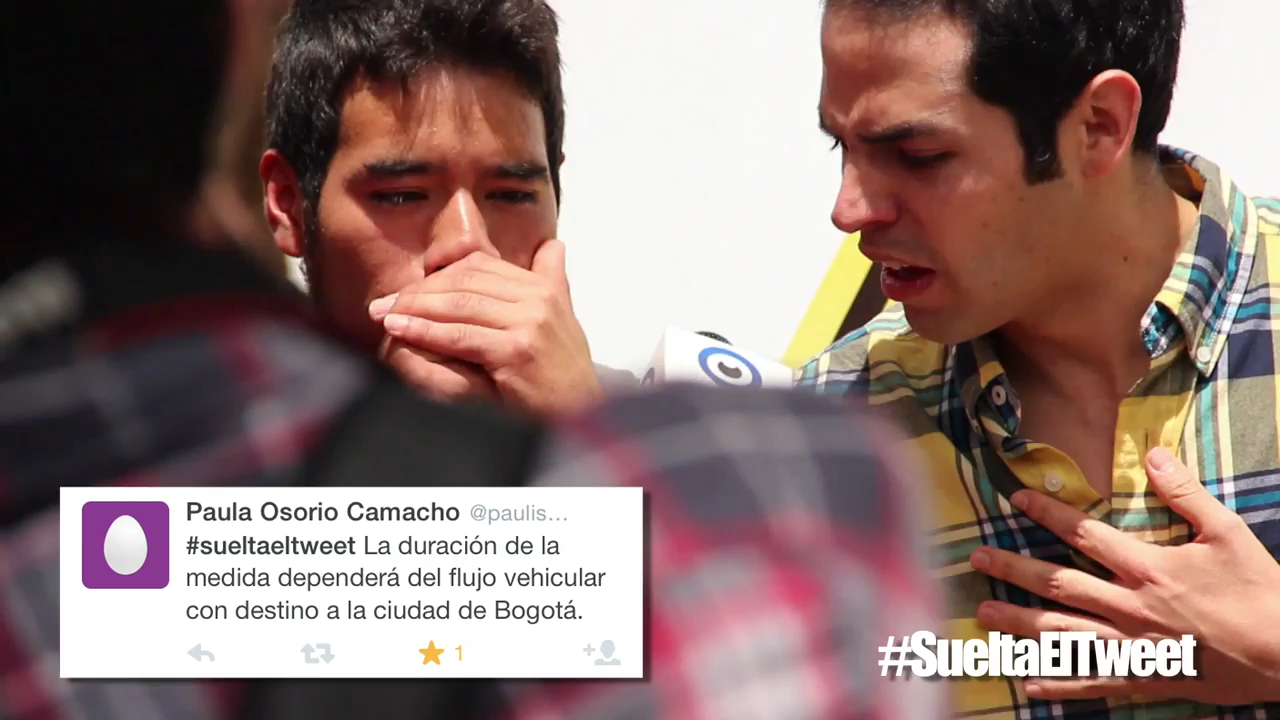 Paula Osorio Camacho @paulis...
#sueltaeltweet La duración de la
medida dependerá del flujo vehicular
con destino a la ciudad de Bogotá.
1
#SueltaElTweet